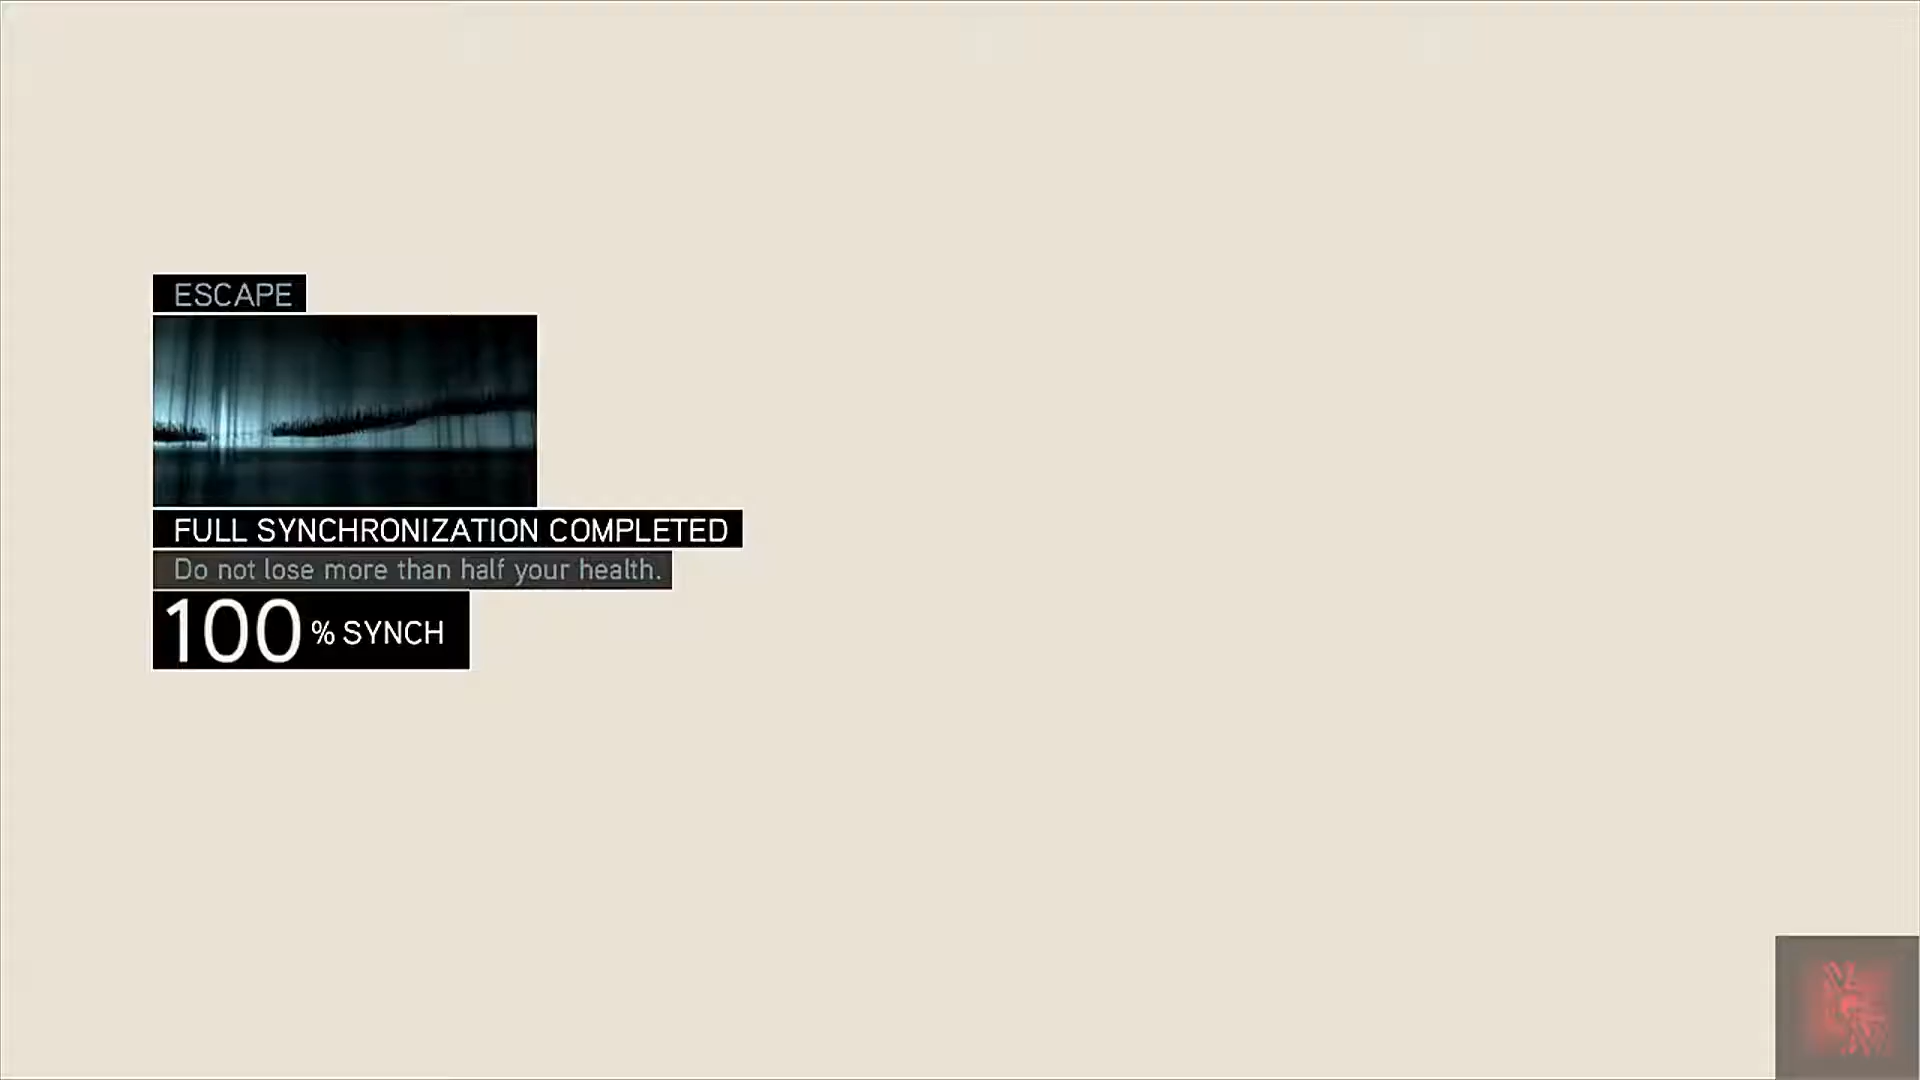 ESCAPE
FULL SYNCHRONIZATION COMPLETED
Do not lose more than half your health.
100 % SYNCH